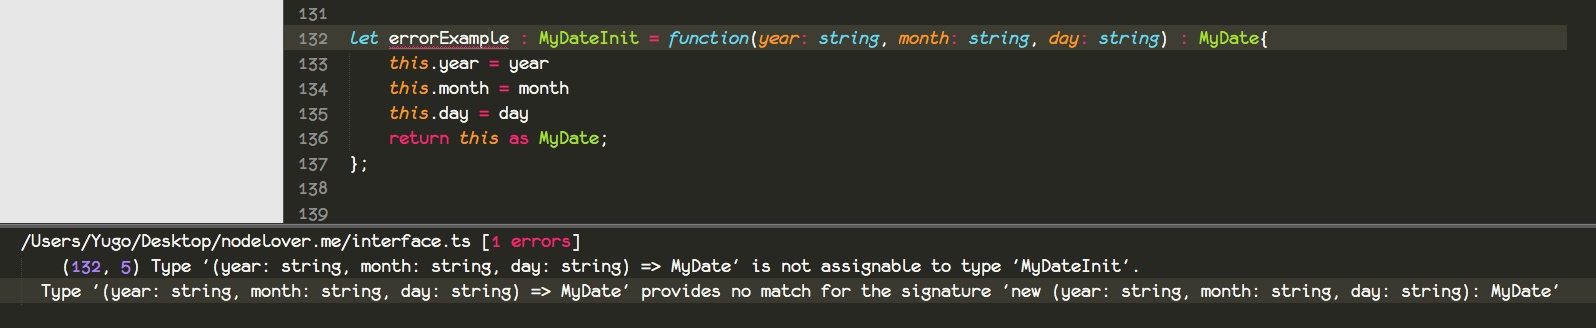 131
132 let errorExample : MyDateInit = function(year: string, month: string, day: string) : MyDate{
133 this.year = year
134 this.month = month
135 this.day = day
136 return this as MyDate;
137 };
138
139
/Users/Yugo/Desktop/nodelover.me/interface.ts [1 errors]
(132, 5) Type '(year: string, month: string, day: string) => MyDate' is not assignable to type 'MyDateInit'.
Type '(year: string, month: string, day: string) => MyDate' provides no match for the signature 'new (year: string, month: string, day: string): MyDate'